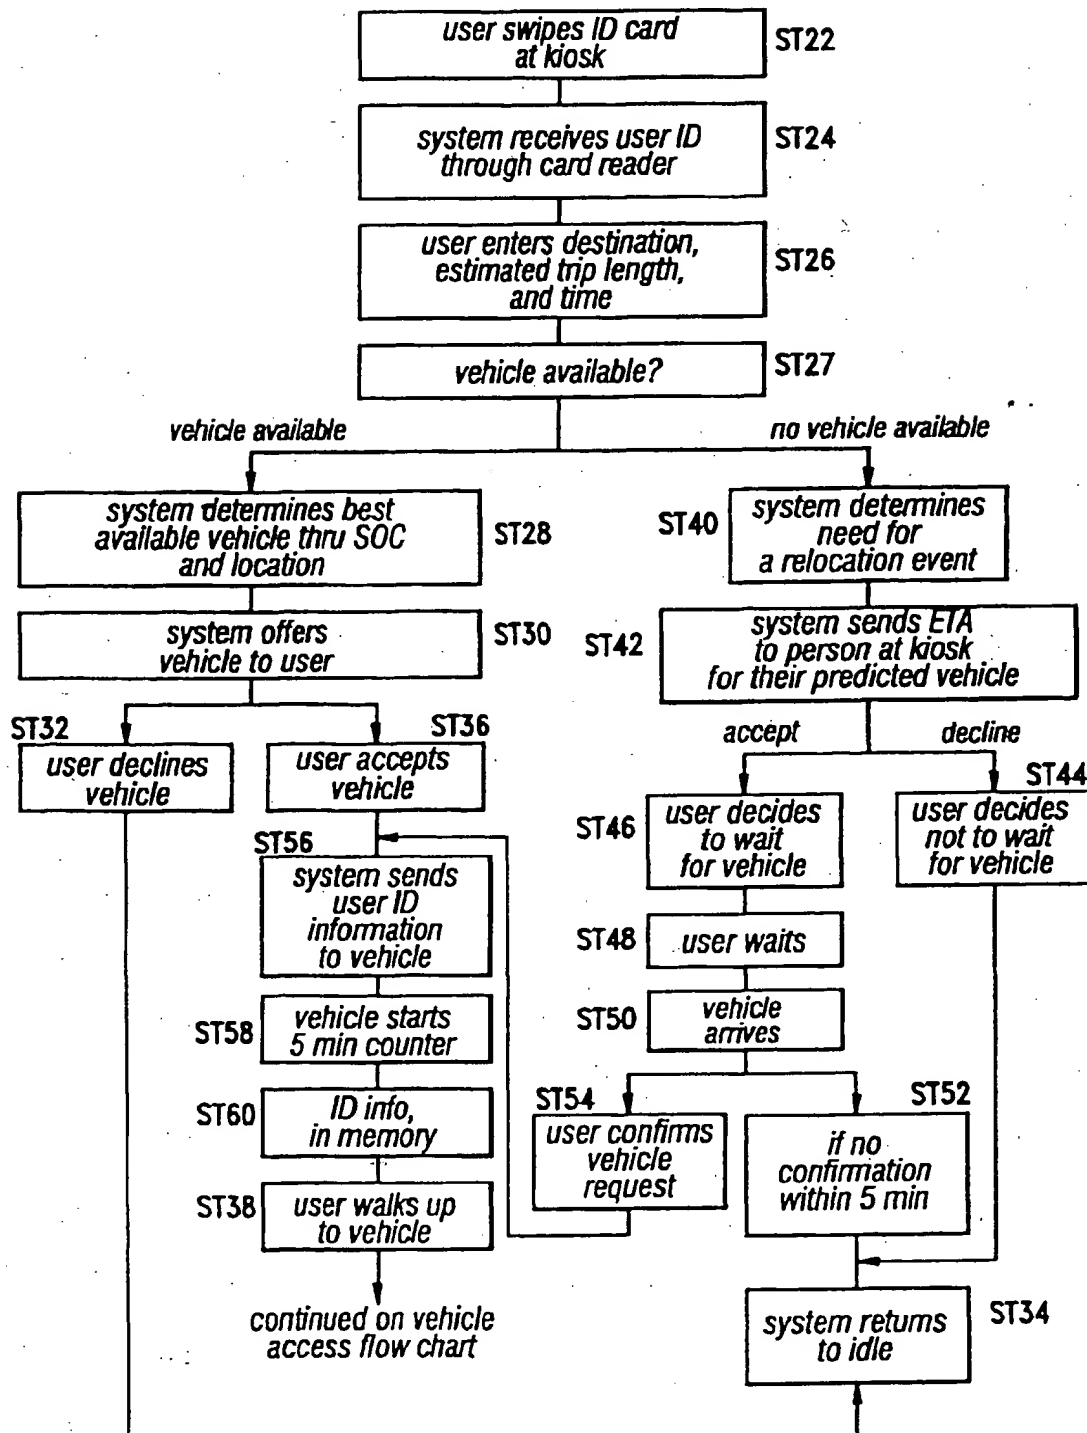 user swipes ID card
at kiosk
ST22
system receives user ID
through card reader
ST24
user enters destination,
estimated trip length,
and time
ST26
vehicle available?
ST27
vehicle available
no vehicle available
system determines best
available vehicle thru SOC
and location
ST28
ST40
system determines
need for
a relocation event
system offers
vehicle to user
ST30
ST42
system sends ETA
to person at kiosk
for their predicted vehicle
ST32
user declines
vehicle
ST36
user accepts
vehicle
accept
decline
ST46
user decides
to wait
for vehicle
ST44
user decides
not to wait
for vehicle
ST56
system sends
user ID
information
to vehicle
ST48
user waits
ST58
vehicle starts
5 min counter
ST50
vehicle
arrives
ST60
ID info,
in memory
ST54
user confirms
vehicle
request
ST52
if no
confirmation
within 5 min
ST38
user walks up
to vehicle
continued on vehicle
access flow chart
system returns
to idle
ST34